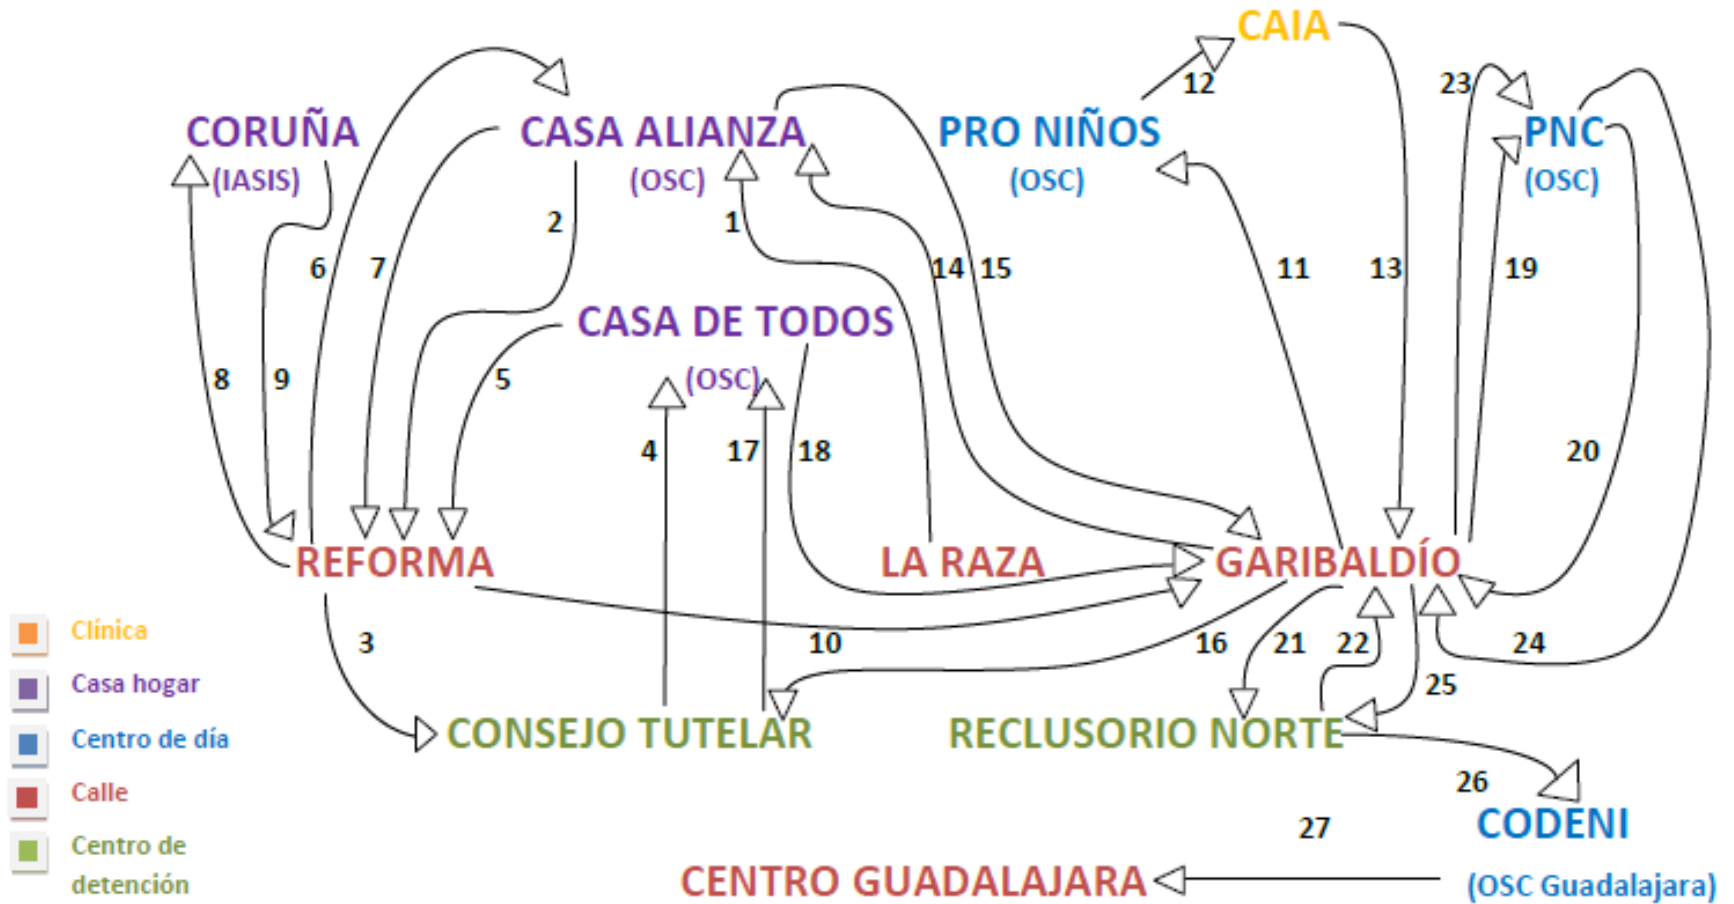 CAIA
12
23
CORUÑA
CASA ALIANZA
PRO NIÑOS
PNC
(IASIS)
(OSC)
(OSC)
(OSC)
2
1
6
7
14
15
11
13
19
CASA DE TODOS
8
9
5
(OSC)
4
17
18
20
REFORMA
LA RAZA
GARIBALDÍO
Clínica
3
10
16
21
22
24
Casa hogar
25
Centro de día
CONSEJO TUTELAR
RECLUSORIO NORTE
26
Calle
27
CODENI
Centro de
detención
CENTRO GUADALAJARA
(OSC Guadalajara)